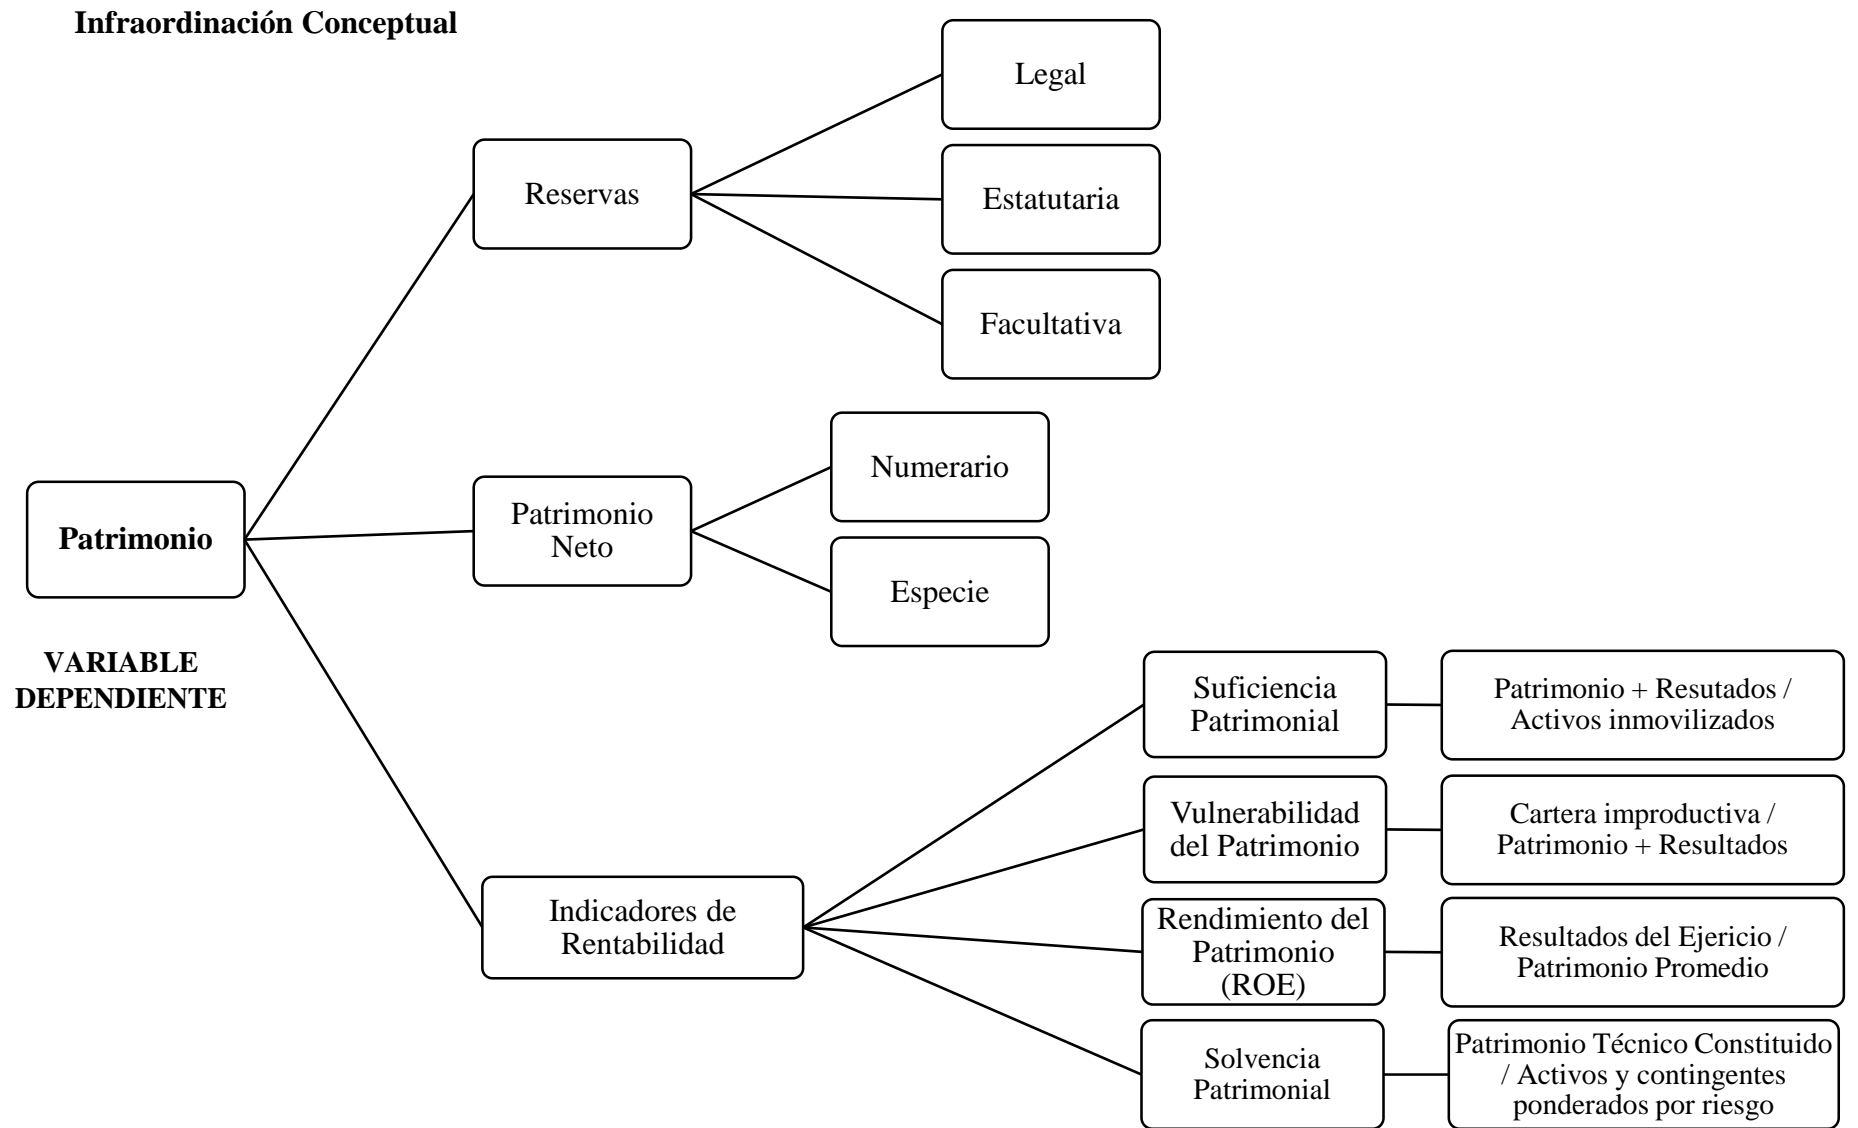 Infraordinación Conceptual
Legal
Reservas
Estatutaria
Facultativa
Numerario
Patrimonio
Neto
Patrimonio
Especie
VARIABLE
DEPENDIENTE
Suficiencia
Patrimonial
Patrimonio + Resutados /
Activos inmovilizados
Vulnerabilidad
del Patrimonio
Cartera improductiva /
Patrimonio + Resultados
Indicadores de
Rentabilidad
Rendimiento del
Patrimonio
(ROE)
Resultados del Ejericio /
Patrimonio Promedio
Solvencia
Patrimonial
Patrimonio Técnico Constituido
/ Activos y contingentes
ponderados por riesgo